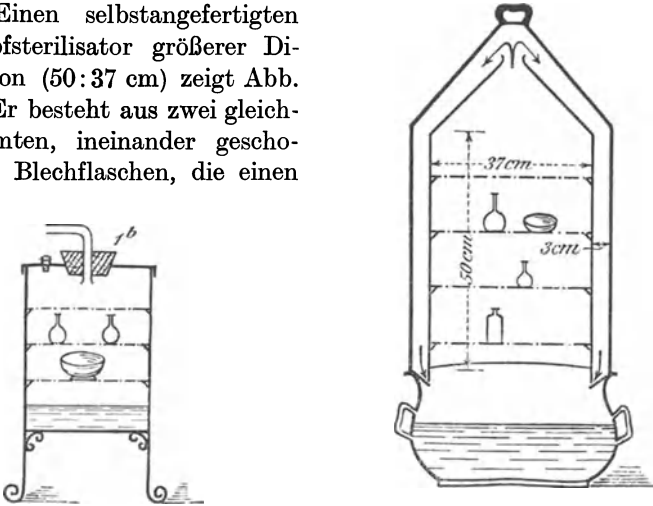 Einen selbstangefertigten
ofsterilisator größerer Di-
on (50:37 cm) zeigt Abb.
Er besteht aus zwei gleich-
mten, ineinander gescho-
Blechflaschen, die einen
1b
37cm
50cm
3cm